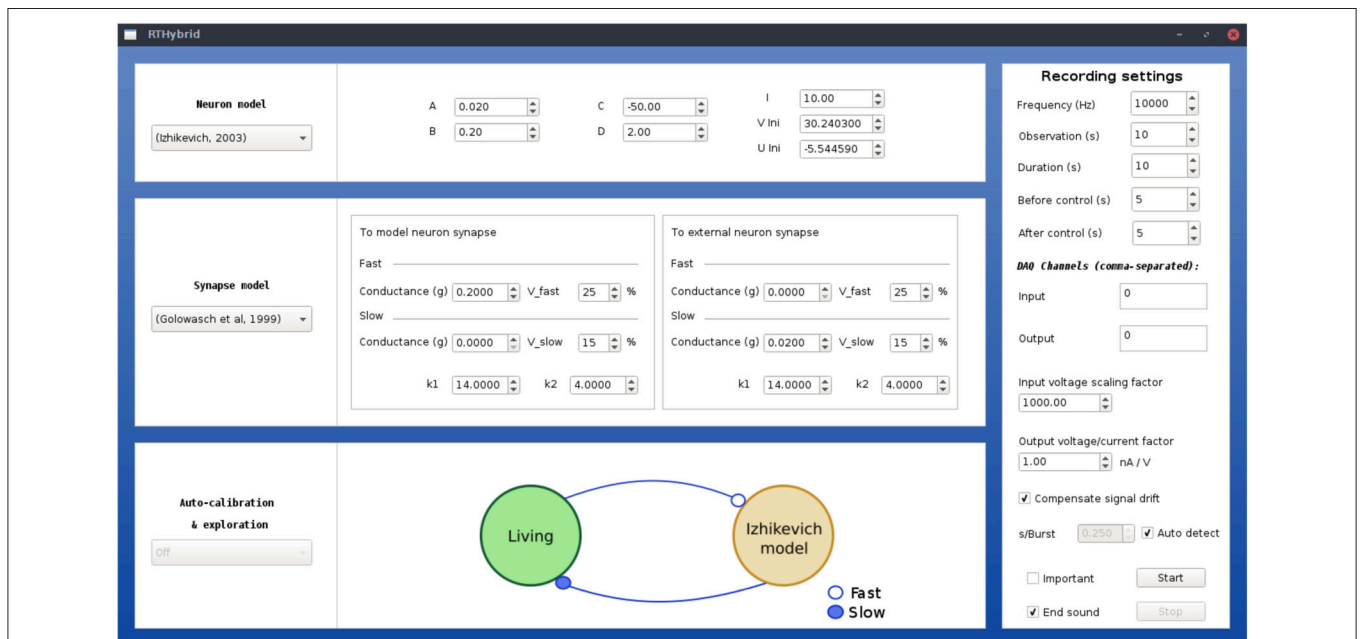 RTHybrid
Neuron model
(Izhikevich, 2003)
A 0.020
B 0.20
C -50.00
D 2.00
I 10.00
V Ini 30.240300
U Ini -5.544590
Synapse model
(Golowasch et al, 1999)
To model neuron synapse
Fast
Conductance (g) 0.2000 V_fast 25 %
Slow
Conductance (g) 0.0000 V_slow 15 %
k1 14.0000 k2 4.0000
To external neuron synapse
Fast
Conductance (g) 0.0000 V_fast 25 %
Slow
Conductance (g) 0.0200 V_slow 15 %
k1 14.0000 k2 4.0000
Auto-calibration
& exploration
Off
Living
Izhikevich
model
Fast
Slow
Recording settings
Frequency (Hz) 10000
Observation (s) 10
Duration (s) 10
Before control (s) 5
After control (s) 5
DAQ Channels (comma-separated):
Input 0
Output 0
Input voltage scaling factor
1000.00
Output voltage/current factor
1.00 nA / V
Compensate signal drift
s/Burst 0.250 Auto detect
Important Start
End sound Stop